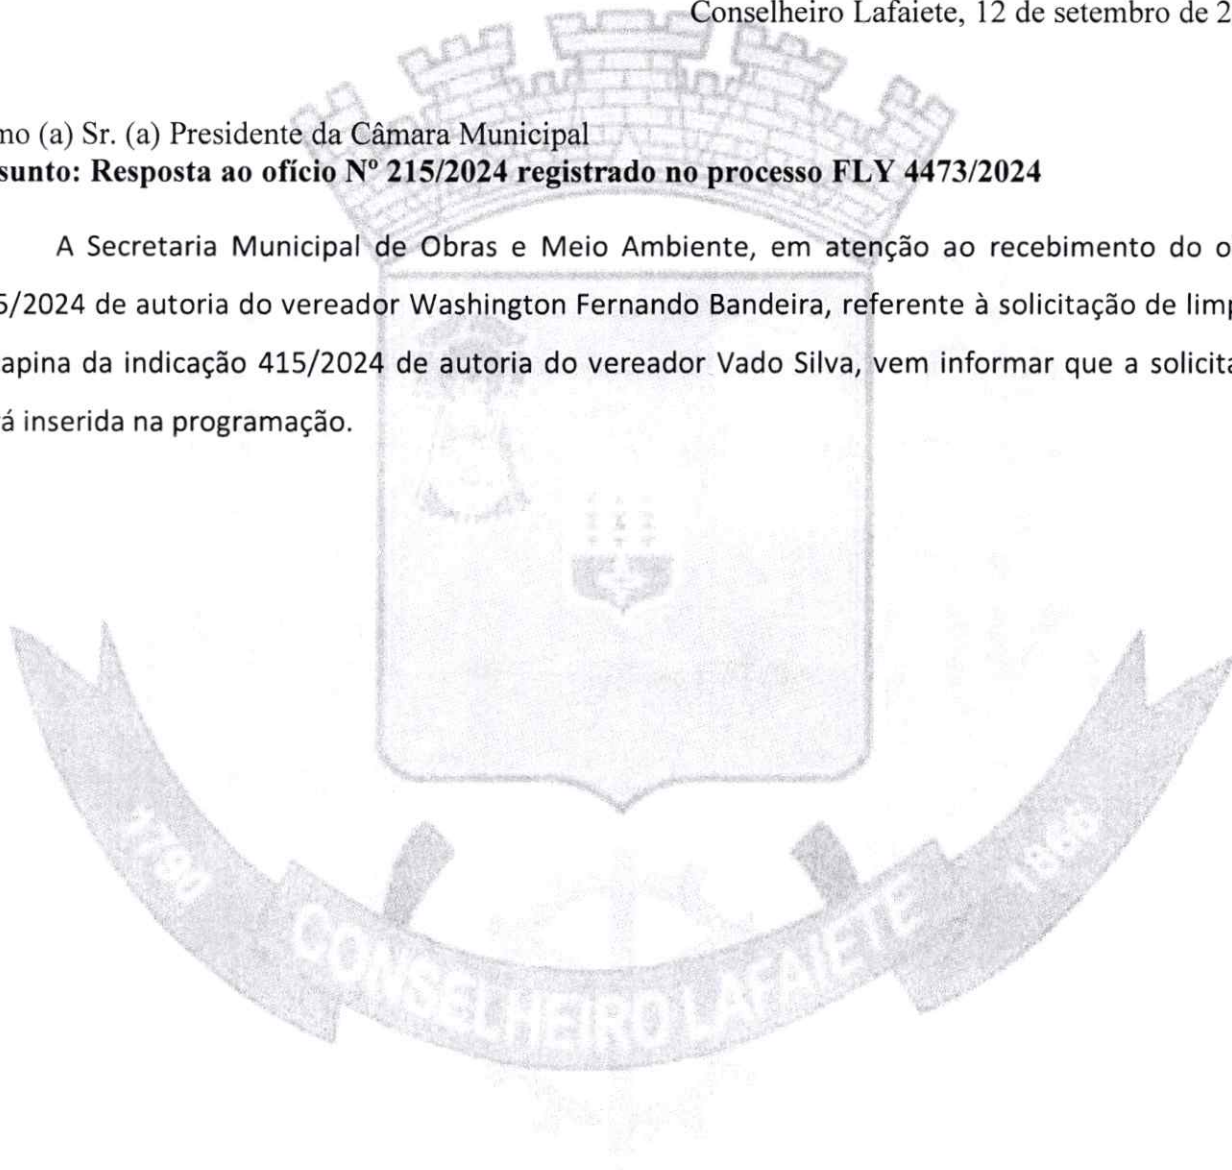 Conselheiro Lafaiete, 12 de setembro de 2
mo (a) Sr. (a) Presidente da Câmara Municipal
sunto: Resposta ao ofício Nº 215/2024 registrado no processo FLY 4473/2024
A Secretaria Municipal de Obras e Meio Ambiente, em atenção ao recebimento do o
5/2024 de autoria do vereador Washington Fernando Bandeira, referente à solicitação de limp
apina da indicação 415/2024 de autoria do vereador Vado Silva, vem informar que a solicita
á inserida na programação.
1790
CONSELHEIRO LAFAIETE
1866